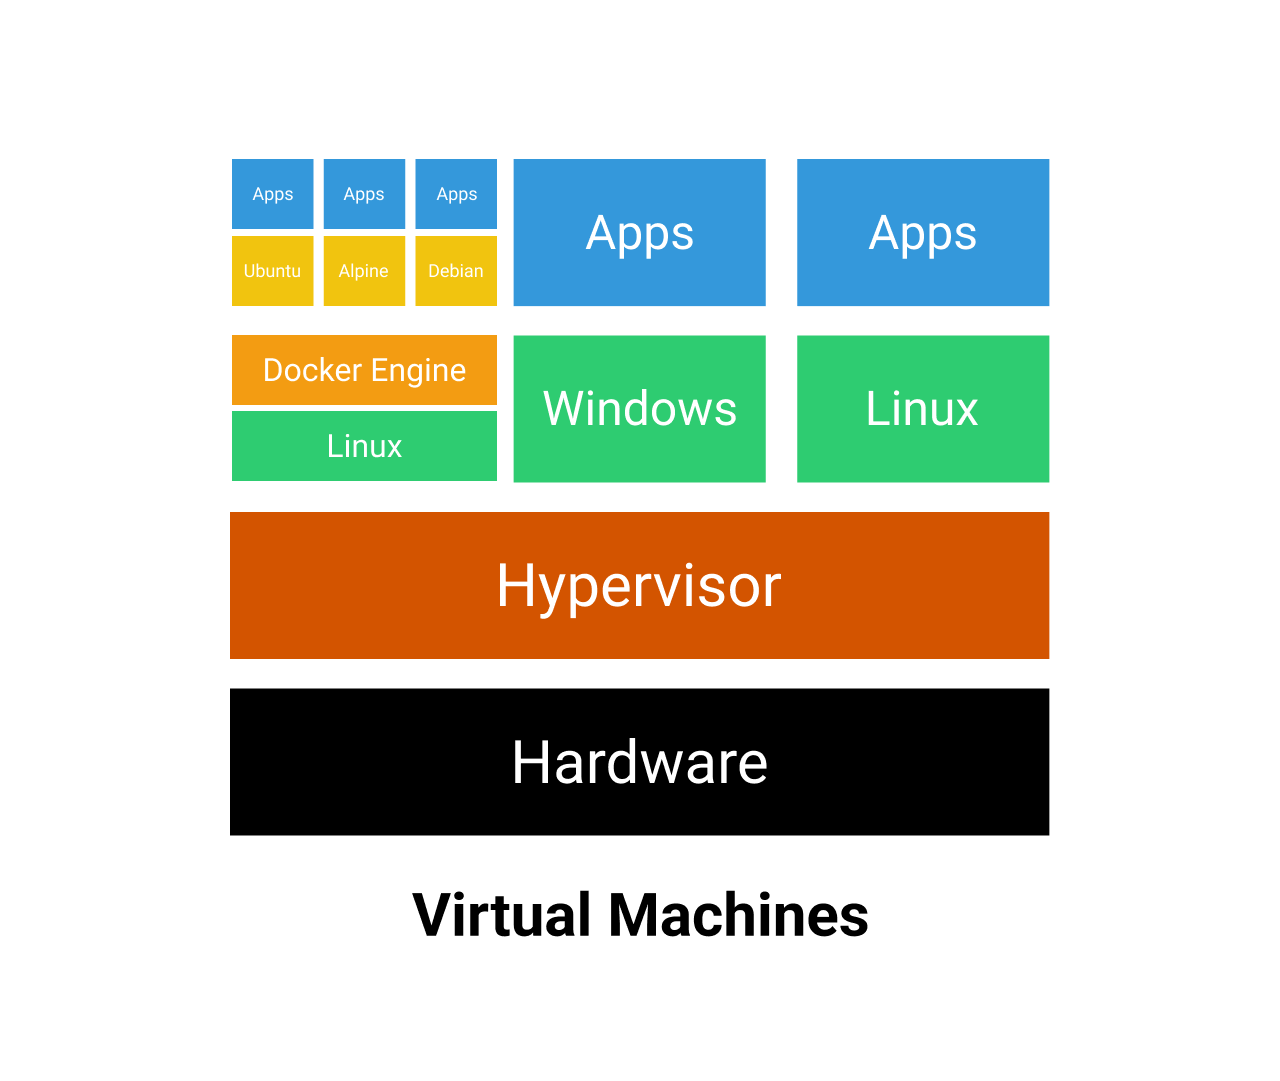 Apps Apps Apps
Ubuntu Alpine Debian
Apps Apps
Docker Engine
Linux
Windows Linux
Hypervisor
Hardware
Virtual Machines